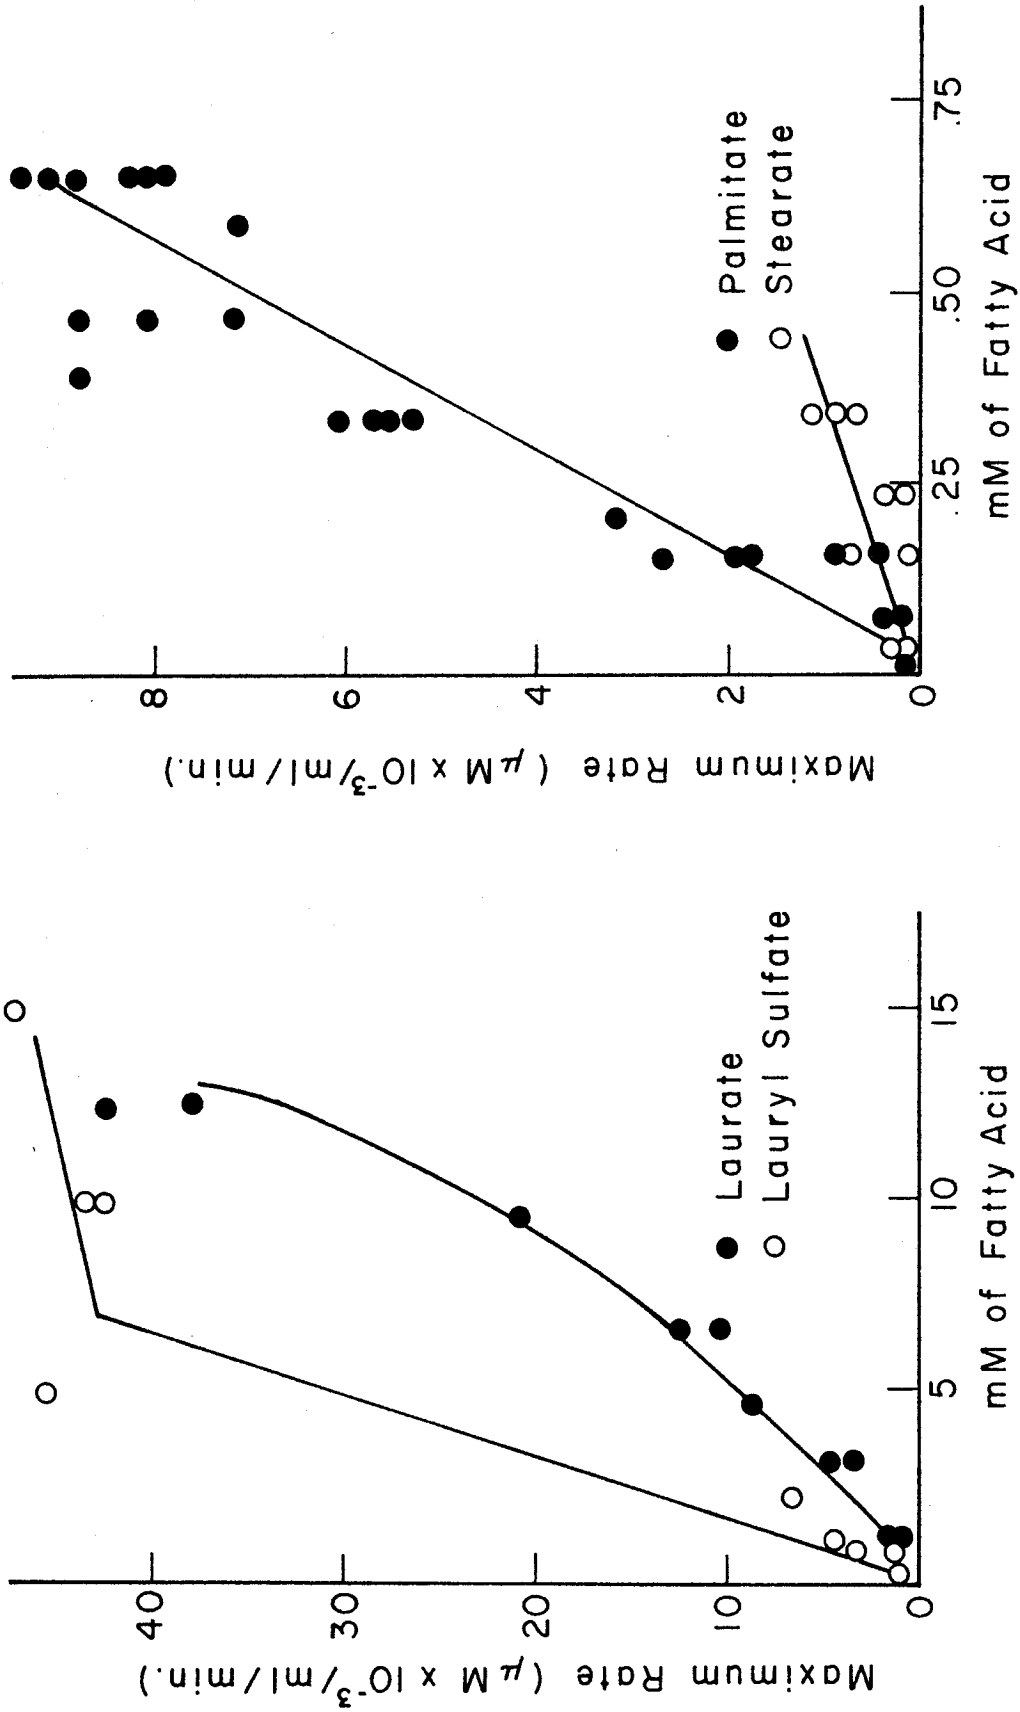 Maximum Rate (μM x 10⁻³/ml/min.)
40
30
20
10
0
5
10
15
mM of Fatty Acid
● Laurate
○ Lauryl Sulfate
Maximum Rate (μM x 10⁻³/ml/min.)
8
6
4
2
0
.25
.50
.75
mM of Fatty Acid
● Palmitate
○ Stearate